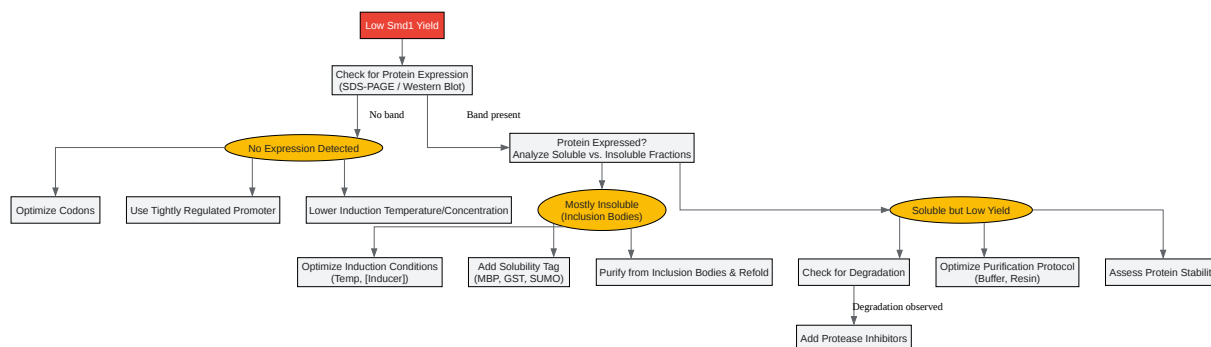 Low Smd1 Yield
Check for Protein Expression
(SDS-PAGE / Western Blot)
No band
Band present
No Expression Detected
Protein Expressed?
Analyze Soluble vs. Insoluble Fractions
Optimize Codons
Use Tightly Regulated Promoter
Lower Induction Temperature/Concentration
Mostly Insoluble
(Inclusion Bodies)
Soluble but Low Yield
Optimize Induction Conditions
(Temp, [Inducer])
Add Solubility Tag
(MBP, GST, SUMO)
Purify from Inclusion Bodies & Refold
Check for Degradation
Optimize Purification Protocol
(Buffer, Resin)
Assess Protein Stabilit
Degradation observed
Add Protease Inhibitors